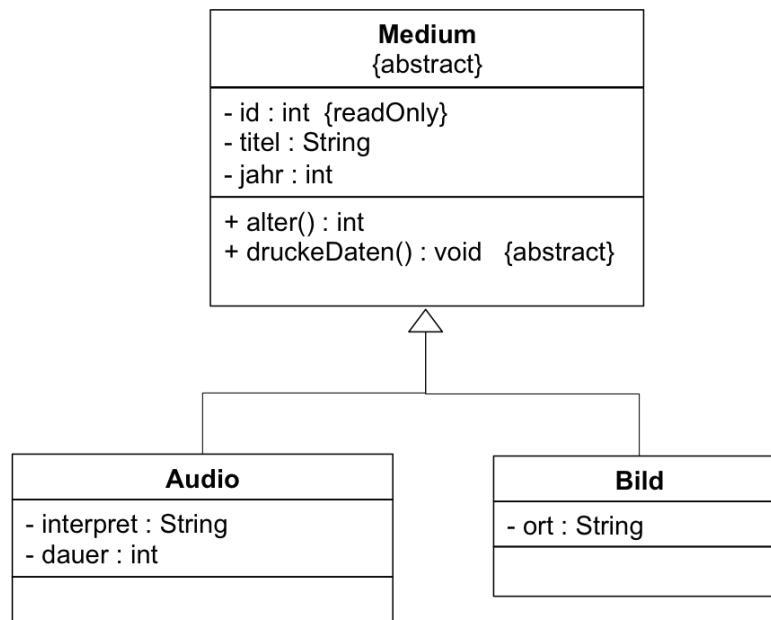 Medium
{abstract}
- id : int {readOnly}
- titel : String
- jahr : int
+ alter() : int
+ druckeDaten() : void {abstract}
Audio
- interpret : String
- dauer : int
Bild
- ort : String